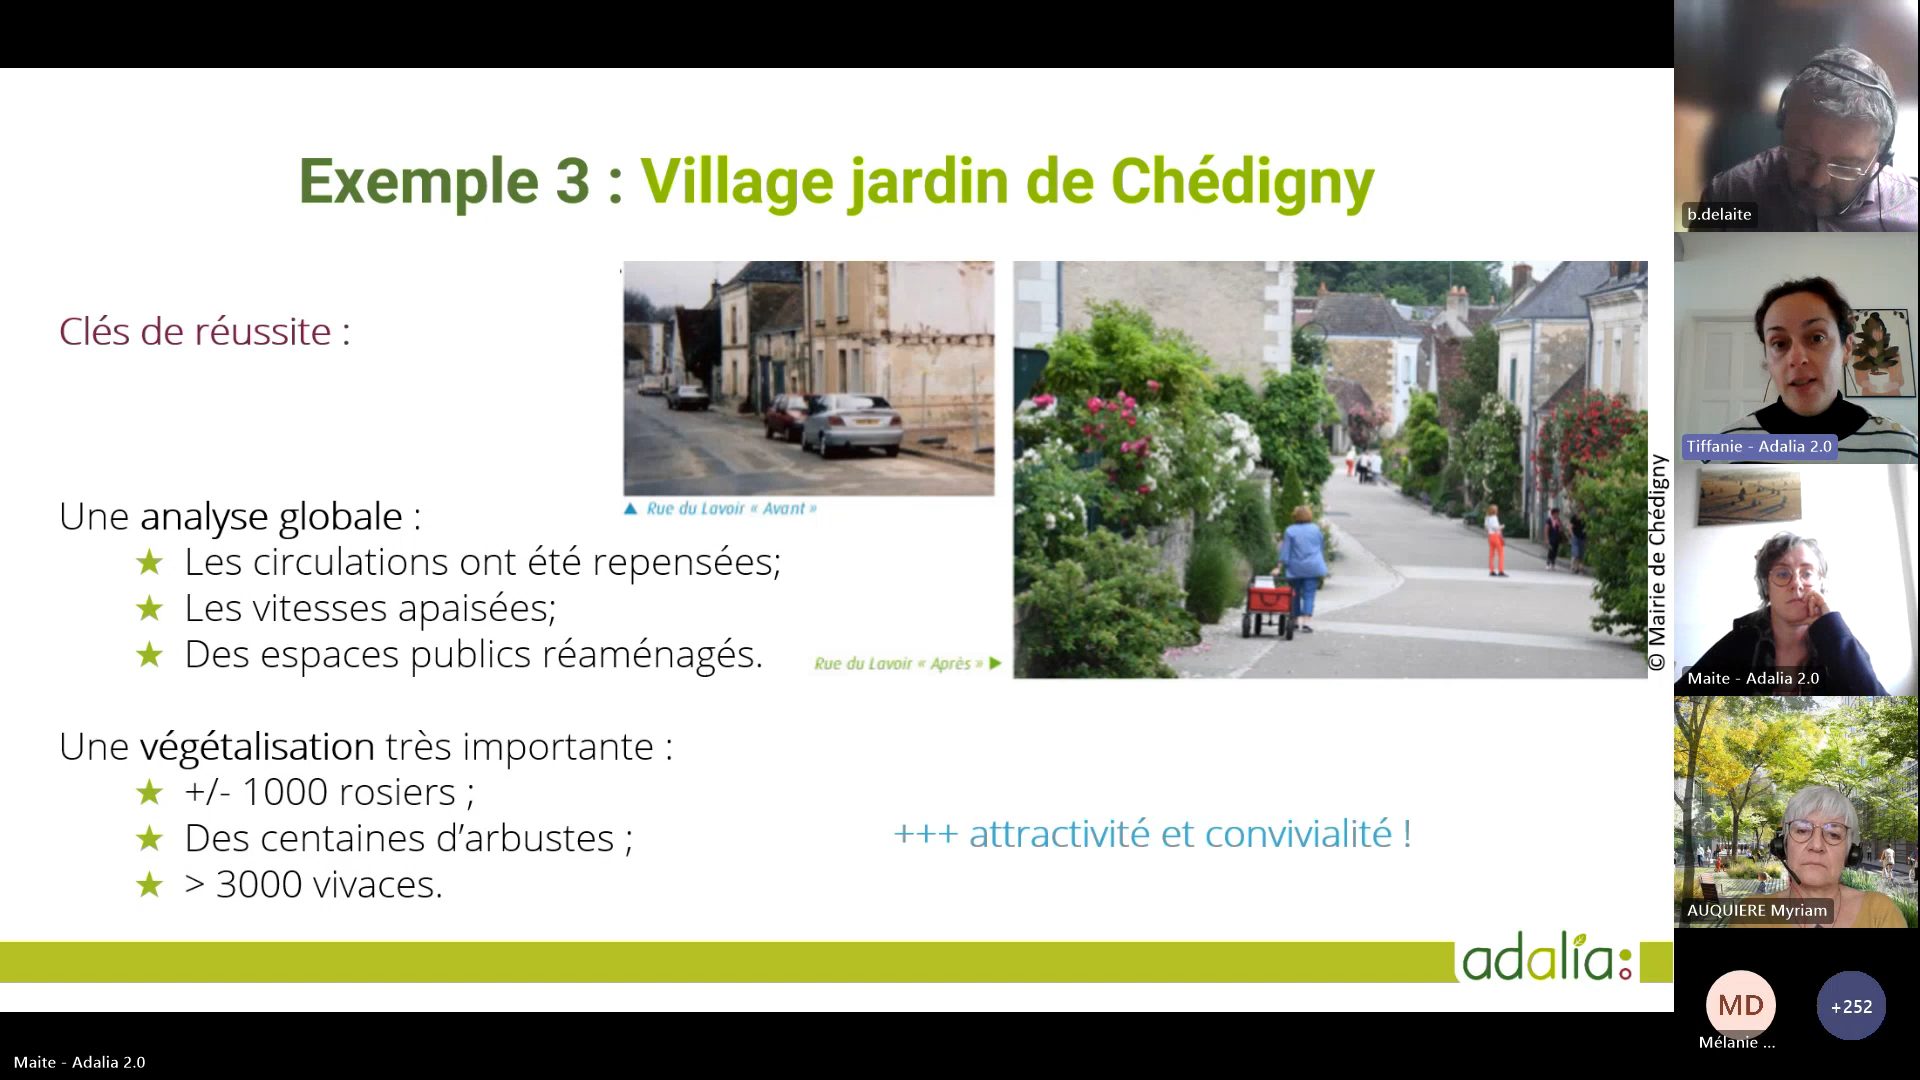 Exemple 3 : Village jardin de Chédigny
Clés de réussite :
▲ Rue du Lavoir « Avant »
Une analyse globale :
★ Les circulations ont été repensées;
★ Les vitesses apaisées;
★ Des espaces publics réaménagés.
Rue du Lavoir « Après » ▶
© Mairie de Chédigny
Une végétalisation très importante :
★ +/- 1000 rosiers ;
★ Des centaines d’arbustes ;
★ > 3000 vivaces.
+++ attractivité et convivialité !
adalia
b.delaite
Tiffanie - Adalia 2.0
Maite - Adalia 2.0
AUQUIERE Myriam
MD
+252
Mélanie ...
Maite - Adalia 2.0